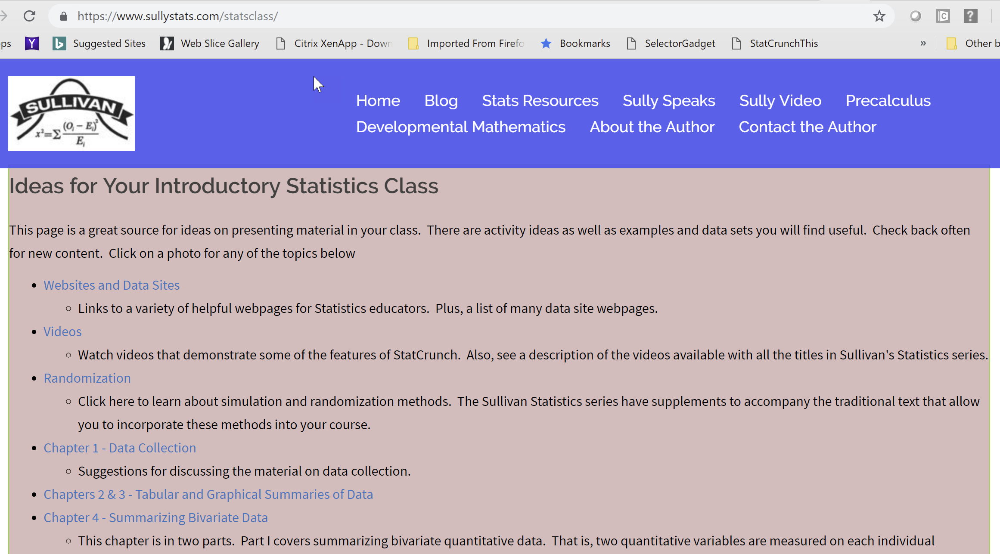 https://www.sullystats.com/statsclass/
ps Suggested Sites Web Slice Gallery Citrix XenApp - Down Imported From Firefo Bookmarks SelectorGadget StatCrunchThis » Other b
SULLIVAN
x²=Σ (Oᵢ − Eᵢ)² / Eᵢ
Home Blog Stats Resources Sully Speaks Sully Video Precalculus
Developmental Mathematics About the Author Contact the Author
Ideas for Your Introductory Statistics Class
This page is a great source for ideas on presenting material in your class. There are activity ideas as well as examples and data sets you will find useful. Check back often
for new content. Click on a photo for any of the topics below
• Websites and Data Sites
◦ Links to a variety of helpful webpages for Statistics educators. Plus, a list of many data site webpages.
• Videos
◦ Watch videos that demonstrate some of the features of StatCrunch. Also, see a description of the videos available with all the titles in Sullivan's Statistics series.
• Randomization
◦ Click here to learn about simulation and randomization methods. The Sullivan Statistics series have supplements to accompany the traditional text that allow
you to incorporate these methods into your course.
• Chapter 1 - Data Collection
◦ Suggestions for discussing the material on data collection.
• Chapters 2 & 3 - Tabular and Graphical Summaries of Data
• Chapter 4 - Summarizing Bivariate Data
◦ This chapter is in two parts. Part I covers summarizing bivariate quantitative data. That is, two quantitative variables are measured on each individual